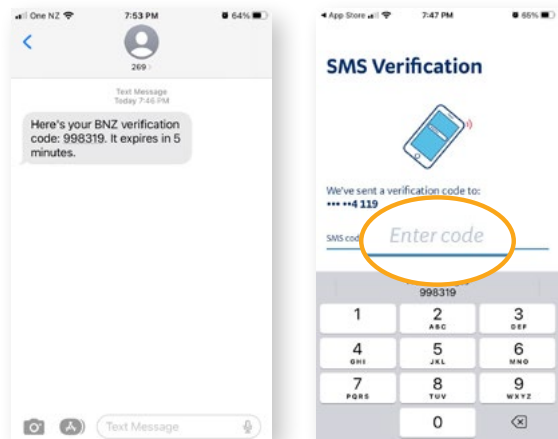 One NZ 7:53 PM 64%
269
Text Message
Today 7:46 PM
Here's your BNZ verification
code: 998319. It expires in 5
minutes.
Text Message
App Store 7:47 PM 65%
SMS Verification
We've sent a verification code to:
••• ••4 119
SMS cod
Enter code
998319
1 2 3
ABC DEF
4 5 6
GHI JKL MNO
7 8 9
PQRS TUV WXYZ
0